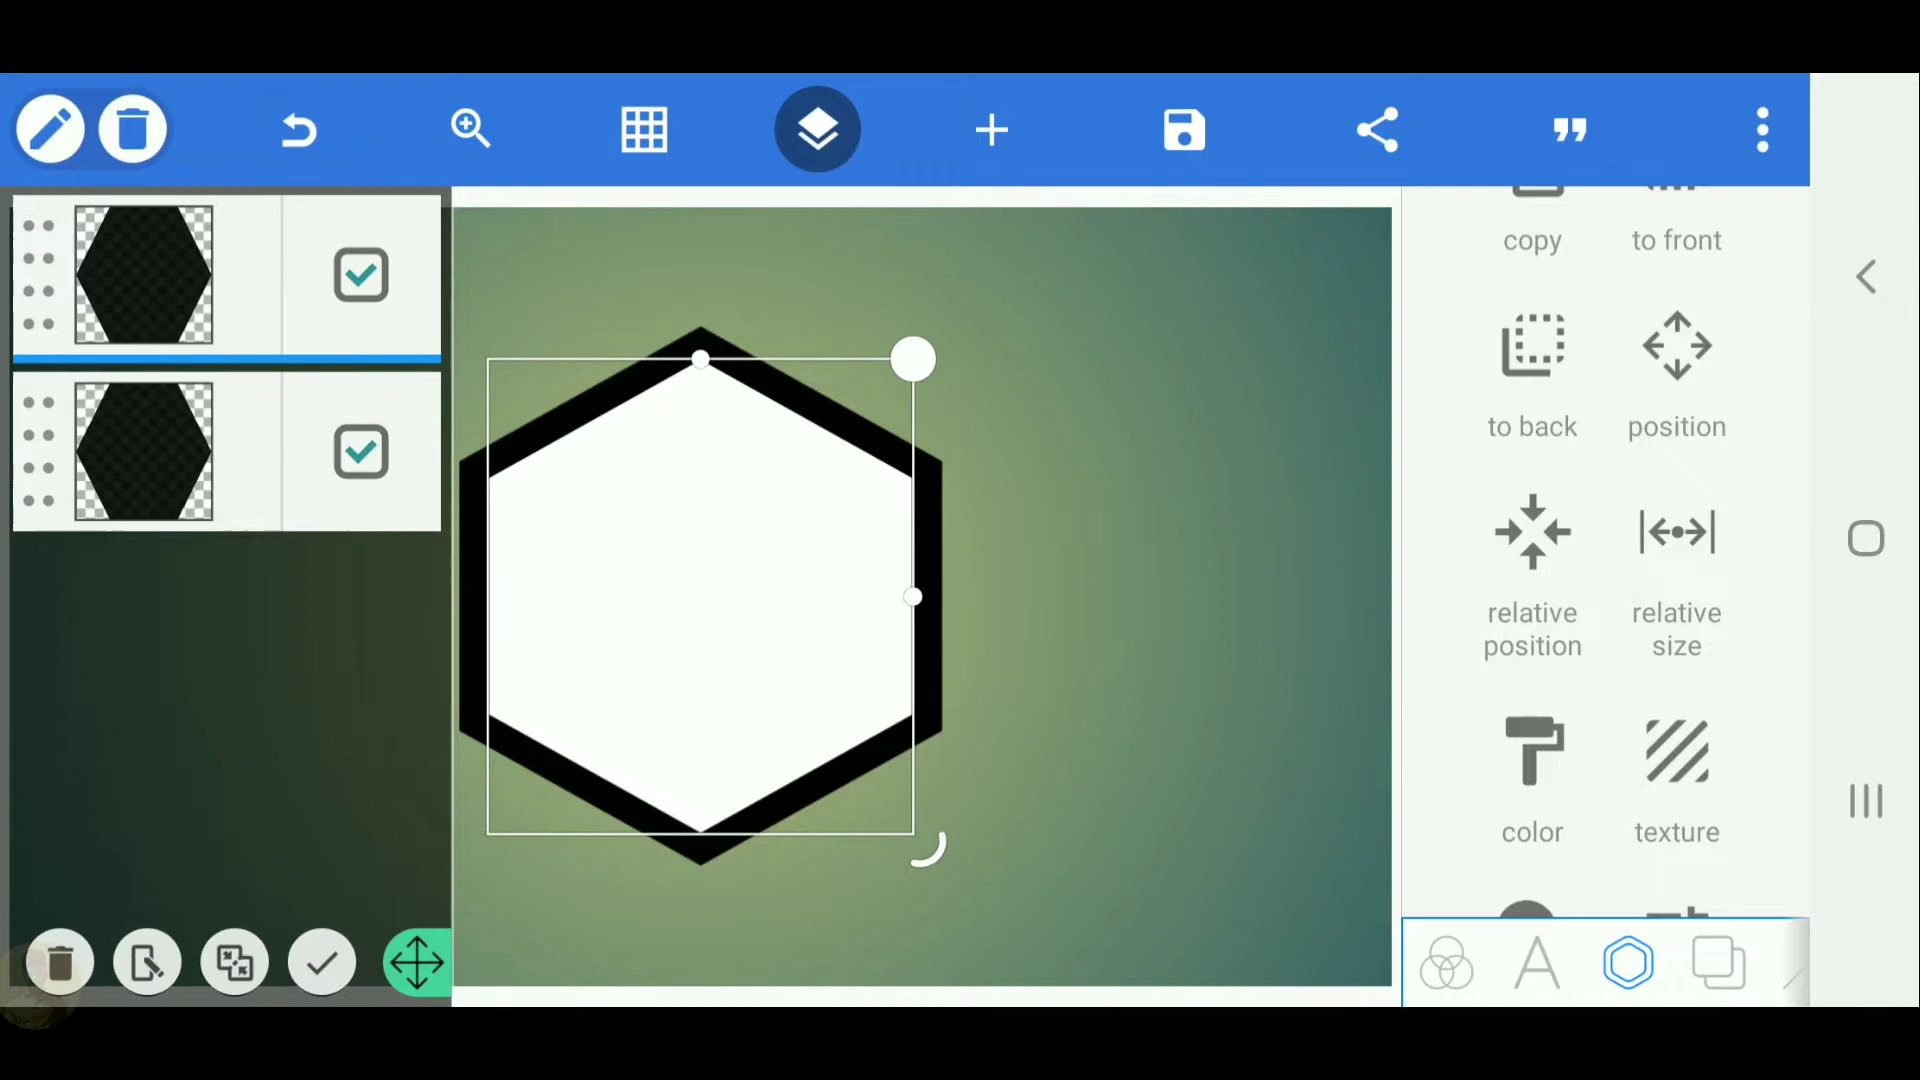 copy
to front
to back
position
relative
position
relative
size
color
texture